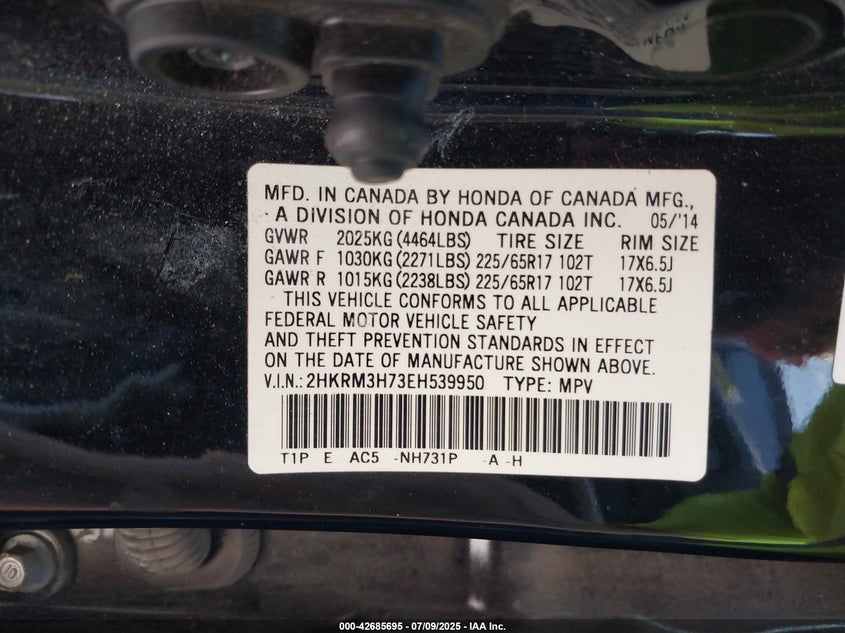 MFD. IN CANADA BY HONDA OF CANADA MFG.,
A DIVISION OF HONDA CANADA INC. 05/'14
GVWR 2025KG (4464LBS) TIRE SIZE RIM SIZE
GAWR F 1030KG (2271LBS) 225/65R17 102T 17X6.5J
GAWR R 1015KG (2238LBS) 225/65R17 102T 17X6.5J
THIS VEHICLE CONFORMS TO ALL APPLICABLE
FEDERAL MOTOR VEHICLE SAFETY
AND THEFT PREVENTION STANDARDS IN EFFECT
ON THE DATE OF MANUFACTURE SHOWN ABOVE.
V.I.N.: 2HKRM3H73EH539950 TYPE: MPV
T1P E AC5 -NH731P -A -H
000-42685695 - 07/09/2025 - IAA Inc.